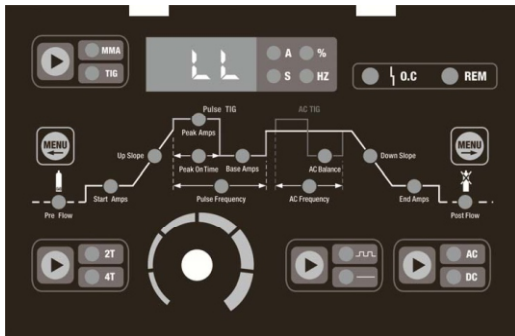 MMA
TIG
LL
A %
S HZ
O.C REM
Pulse TIG
Peak Amps
AC TIG
MENU
MENU
Up Slope
Peak OnTime
Base Amps
AC Balance
Down Slope
Pre Flow
Start Amps
Pulse Frequency
AC Frequency
End Amps
Post Flow
2T
4T
AC
DC